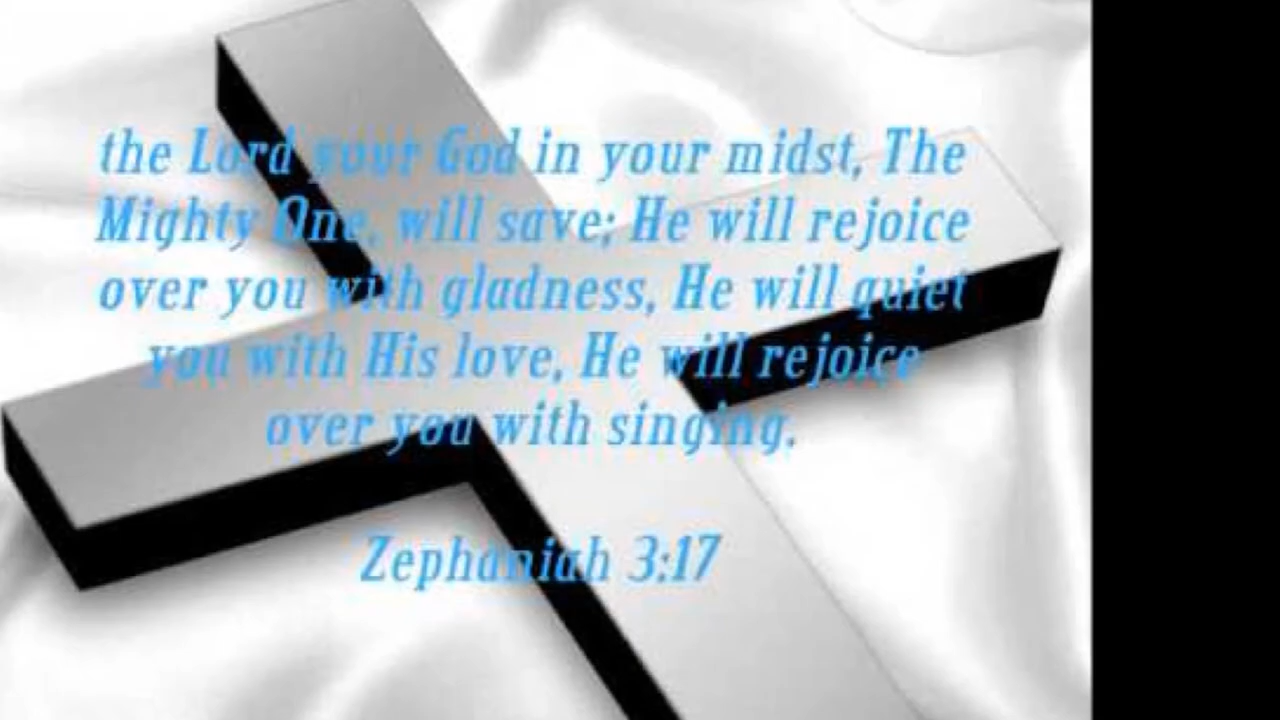 the Lord your God in your midst, The
Mighty One, will save; He will rejoice
over you with gladness, He will quiet
you with His love, He will rejoice
over you with singing.
Zephaniah 3:17